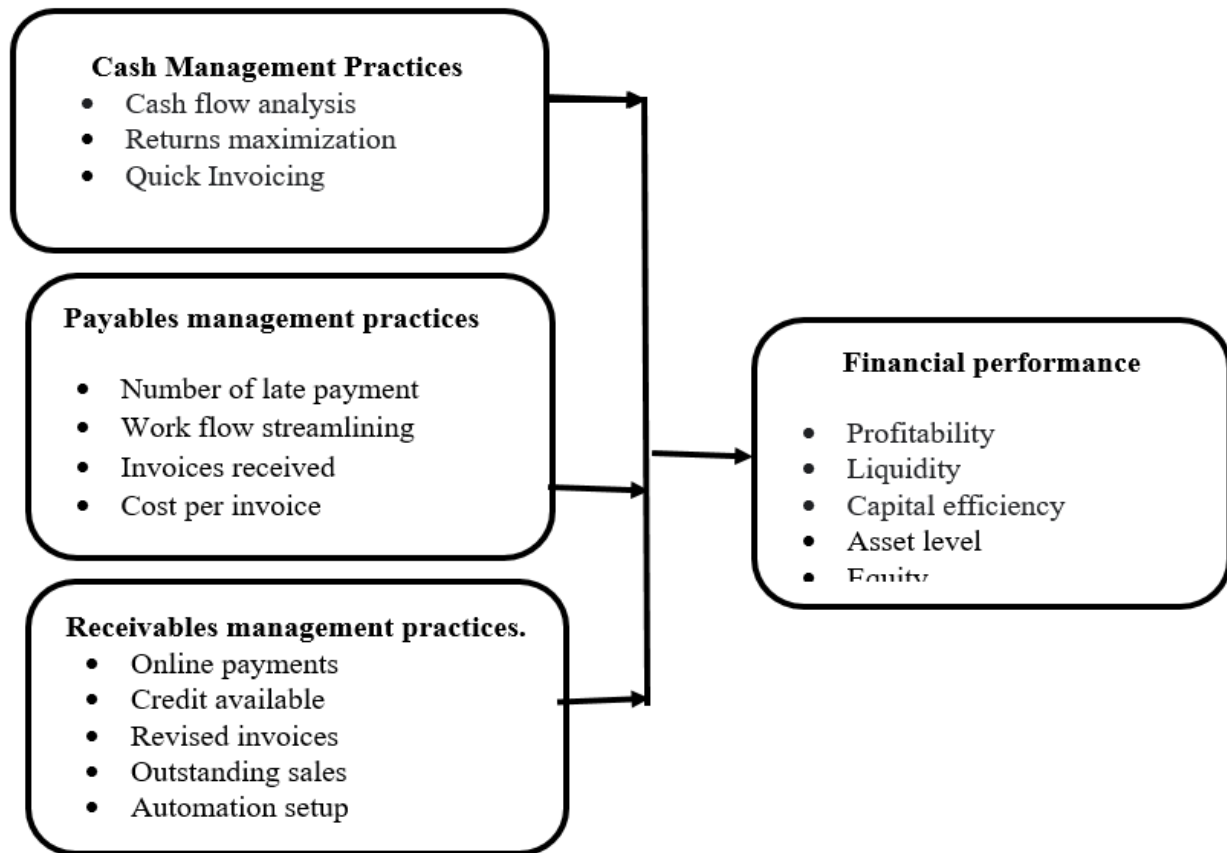 Cash Management Practices
• Cash flow analysis
• Returns maximization
• Quick Invoicing
Payables management practices
• Number of late payment
• Work flow streamlining
• Invoices received
• Cost per invoice
Receivables management practices.
• Online payments
• Credit available
• Revised invoices
• Outstanding sales
• Automation setup
Financial performance
• Profitability
• Liquidity
• Capital efficiency
• Asset level
• Equity